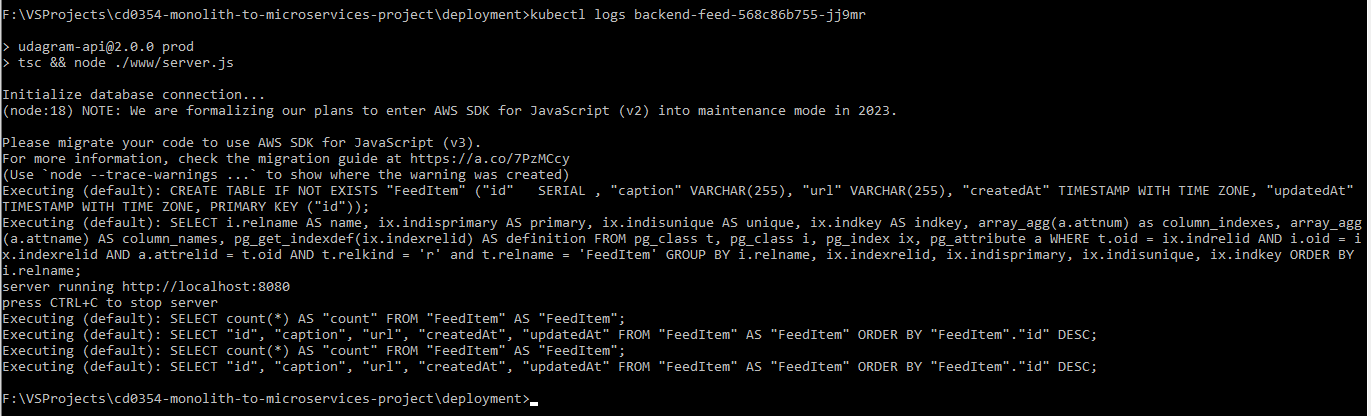 F:\VSProjects\cd0354-monolith-to-microservices-project\deployment>kubectl logs backend-feed-568c86b755-jj9mr
> udagram-api@2.0.0 prod
> tsc && node ./www/server.js
Initialize database connection...
(node:18) NOTE: We are formalizing our plans to enter AWS SDK for JavaScript (v2) into maintenance mode in 2023.
Please migrate your code to use AWS SDK for JavaScript (v3).
For more information, check the migration guide at https://a.co/7PzMCcy
(Use `node --trace-warnings ...` to show where the warning was created)
Executing (default): CREATE TABLE IF NOT EXISTS "FeedItem" ("id"   SERIAL , "caption" VARCHAR(255), "url" VARCHAR(255), "createdAt" TIMESTAMP WITH TIME ZONE, "updatedAt"
TIMESTAMP WITH TIME ZONE, PRIMARY KEY ("id"));
Executing (default): SELECT i.relname AS name, ix.indisprimary AS primary, ix.indisunique AS unique, ix.indkey AS indkey, array_agg(a.attnum) as column_indexes, array_agg
(a.attname) AS column_names, pg_get_indexdef(ix.indexrelid) AS definition FROM pg_class t, pg_class i, pg_index ix, pg_attribute a WHERE t.oid = ix.indrelid AND i.oid = i
x.indexrelid AND a.attrelid = t.oid AND t.relkind = 'r' and t.relname = 'FeedItem' GROUP BY i.relname, ix.indexrelid, ix.indisprimary, ix.indisunique, ix.indkey ORDER BY
i.relname;
server running http://localhost:8080
press CTRL+C to stop server
Executing (default): SELECT count(*) AS "count" FROM "FeedItem" AS "FeedItem";
Executing (default): SELECT "id", "caption", "url", "createdAt", "updatedAt" FROM "FeedItem" AS "FeedItem" ORDER BY "FeedItem"."id" DESC;
Executing (default): SELECT count(*) AS "count" FROM "FeedItem" AS "FeedItem";
Executing (default): SELECT "id", "caption", "url", "createdAt", "updatedAt" FROM "FeedItem" AS "FeedItem" ORDER BY "FeedItem"."id" DESC;
F:\VSProjects\cd0354-monolith-to-microservices-project\deployment>